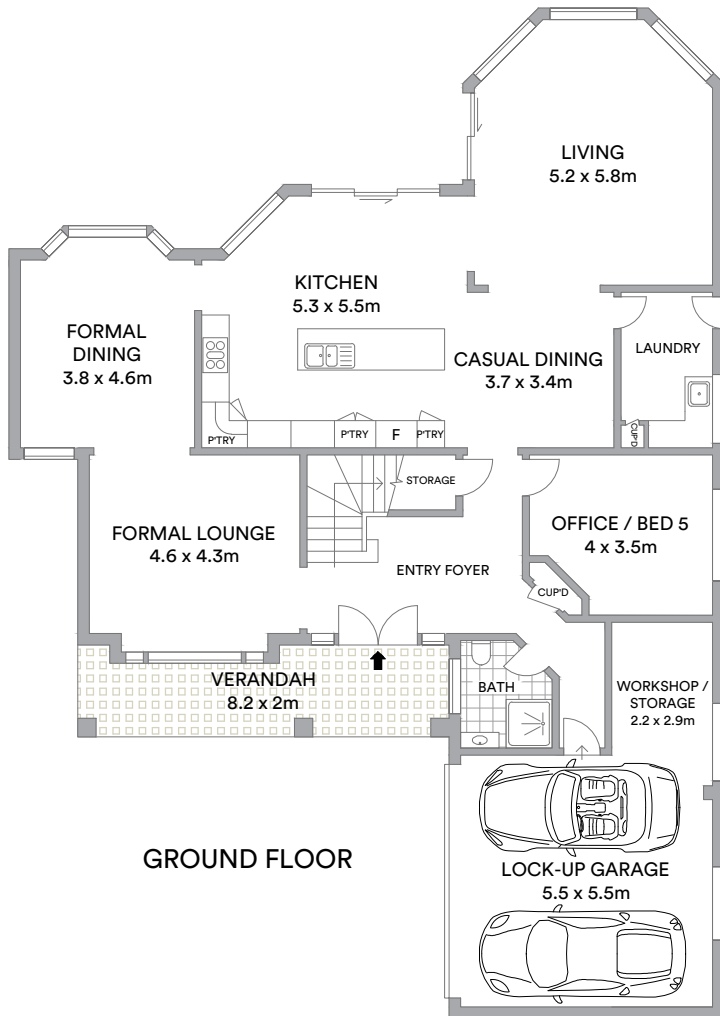 LIVING
5.2 x 5.8m
KITCHEN
5.3 x 5.5m
FORMAL
DINING
3.8 x 4.6m
CASUAL DINING
3.7 x 3.4m
LAUNDRY
CUP'D
P'TRY
P'TRY
F
P'TRY
STORAGE
FORMAL LOUNGE
4.6 x 4.3m
OFFICE / BED 5
4 x 3.5m
ENTRY FOYER
CUP'D
VERANDAH
8.2 x 2m
BATH
WORKSHOP /
STORAGE
2.2 x 2.9m
GROUND FLOOR
LOCK-UP GARAGE
5.5 x 5.5m